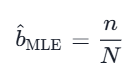 b̂_MLE = n/N